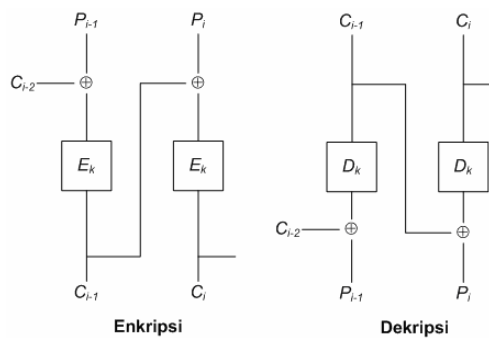 P_{i-1} P_i C_{i-1} C_i
C_{i-2} ⊕ ⊕
E_k E_k D_k D_k
C_{i-2} ⊕ ⊕
C_{i-1} C_i P_{i-1} P_i
Enkripsi Dekripsi